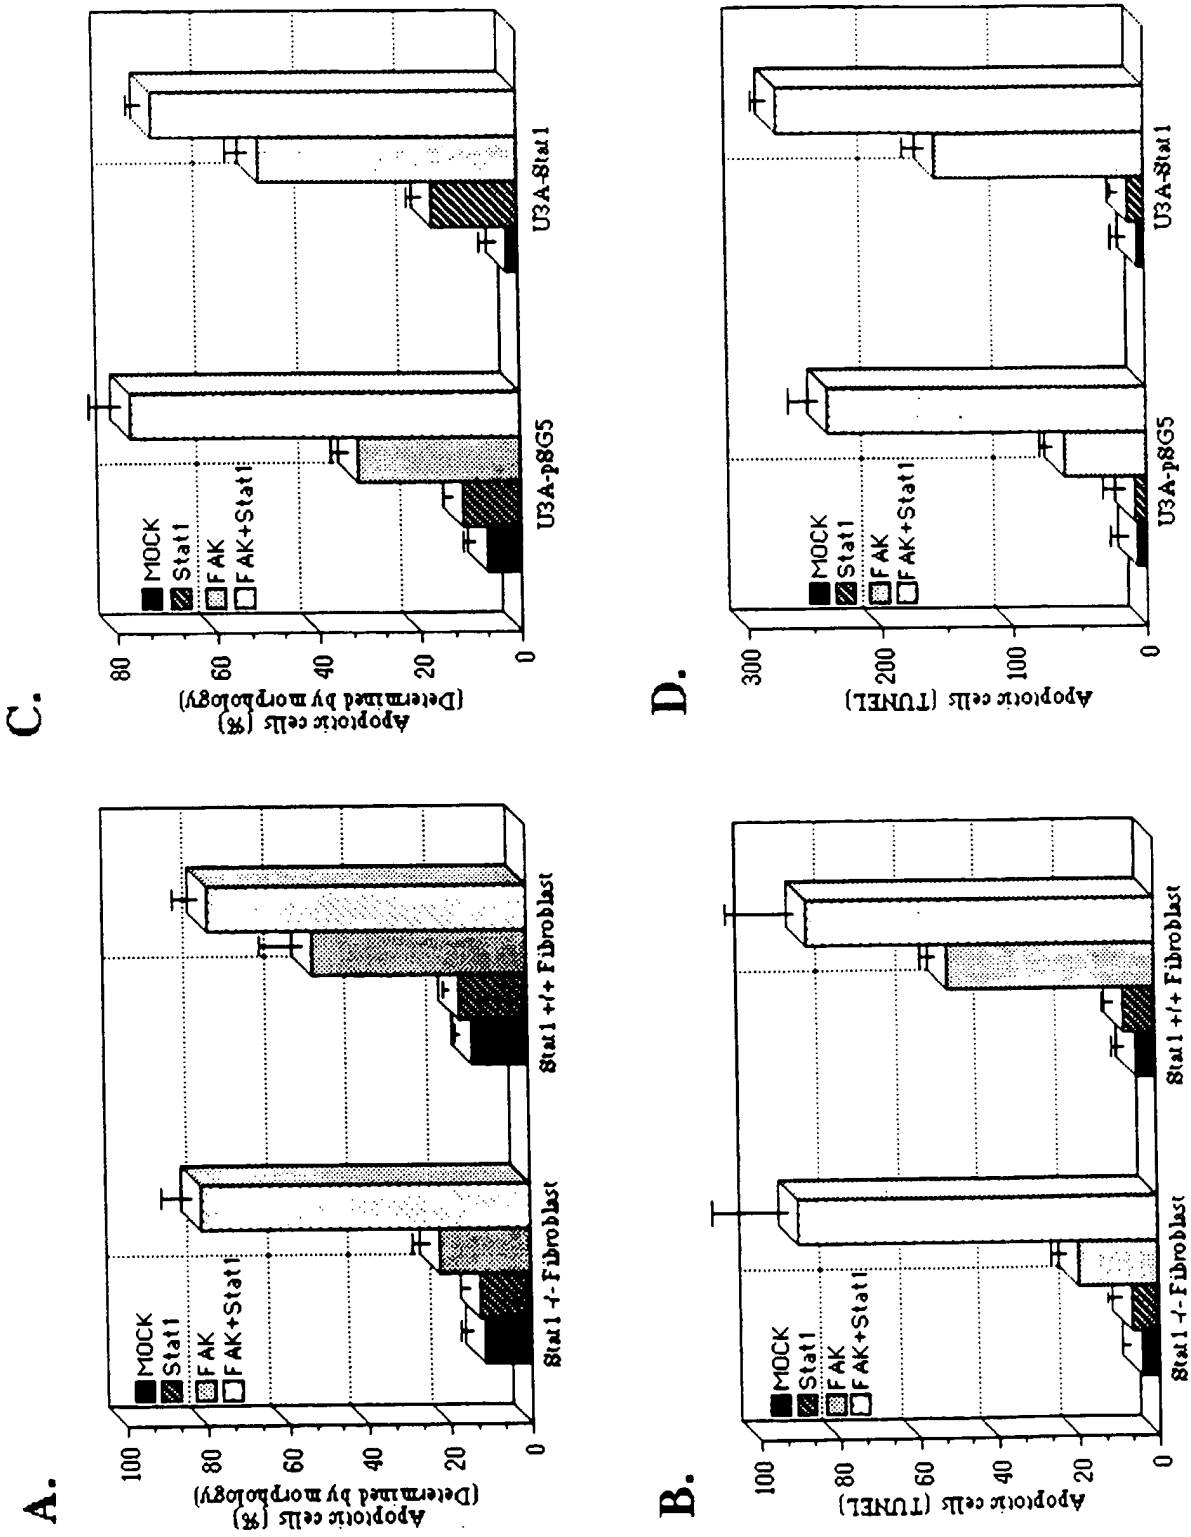 A.
Apoptotic cells (%)
(Determined by morphology)
100
80
60
40
20
0
MOCK
Stat1
FAK
FAK+Stat1
Stat1 -/- Fibroblast
Stat1 +/+ Fibroblast
B.
Apoptotic cells (TUNEL)
100
80
60
40
20
0
MOCK
Stat1
FAK
FAK+Stat1
Stat1 -/- Fibroblast
Stat1 +/+ Fibroblast
C.
Apoptotic cells (%)
(Determined by morphology)
80
60
40
20
0
MOCK
Stat1
FAK
FAK+Stat1
U3A-pSG5
U3A-Stat1
D.
Apoptotic cells (TUNEL)
300
200
100
0
MOCK
Stat1
FAK
FAK+Stat1
U3A-pSG5
U3A-Stat1